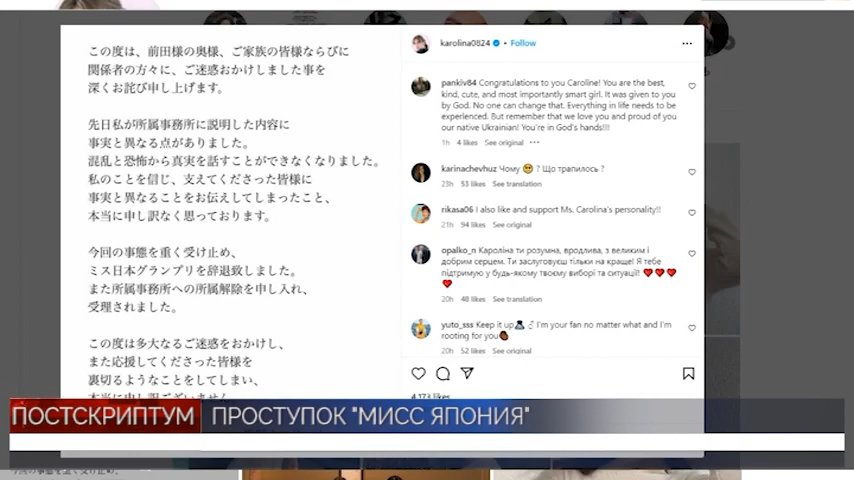 この度は、前田様の奥様、ご家族の皆様ならびに
関係者の方々に、ご迷惑おかけしました事を
深くお詫び申し上げます。
先日私が所属事務所に説明した内容に
事実と異なる点がありました。
混乱と恐怖から真実を話すことができなくなりました。
私のことを信じ、支えてくださった皆様に
事実と異なることをお伝えしてしまったこと、
本当に申し訳なく思っております。
今回の事態を重く受け止め、
ミス日本グランプリを辞退致しました。
また所属事務所への所属解除を申し入れ、
受理されました。
この度は多大なるご迷惑をおかけし、
また応援してくださった皆様を
裏切るようなことをしてしまい、
本当に申し訳ございません。
karolina0824 • Follow
pankiv84 Congratulations to you Caroline! You are the best,
kind, cute, and most importantly smart girl. It was given to you
by God. No one can change that. Everything in life needs to be
experienced. But remember that we love you and proud of you
our native Ukrainian! You're in God's hands!!!
1h 4 likes See original ...
karinachevhuz Чому 🥺 ? Що трапилось ?
23h 53 likes See translation
rikasa06 I also like and support Ms. Carolina's personality!!
21h 94 likes See original
opalko_n Кароліна ти розумна, вродлива, з великим і
добрим серцем. Ти заслуговуєш тільки на краще! Я тебе
підтримую у будь-якому твоєму виборі та ситуації! ❤️❤️❤️
❤️
20h 48 likes See translation
yuto_sss Keep it up I'm your fan no matter what and I'm
rooting for you
20h 52 likes See original
4,173 likes
ПОСТСКРИПТУМ
ПРОСТУПОК "МИСС ЯПОНИЯ"